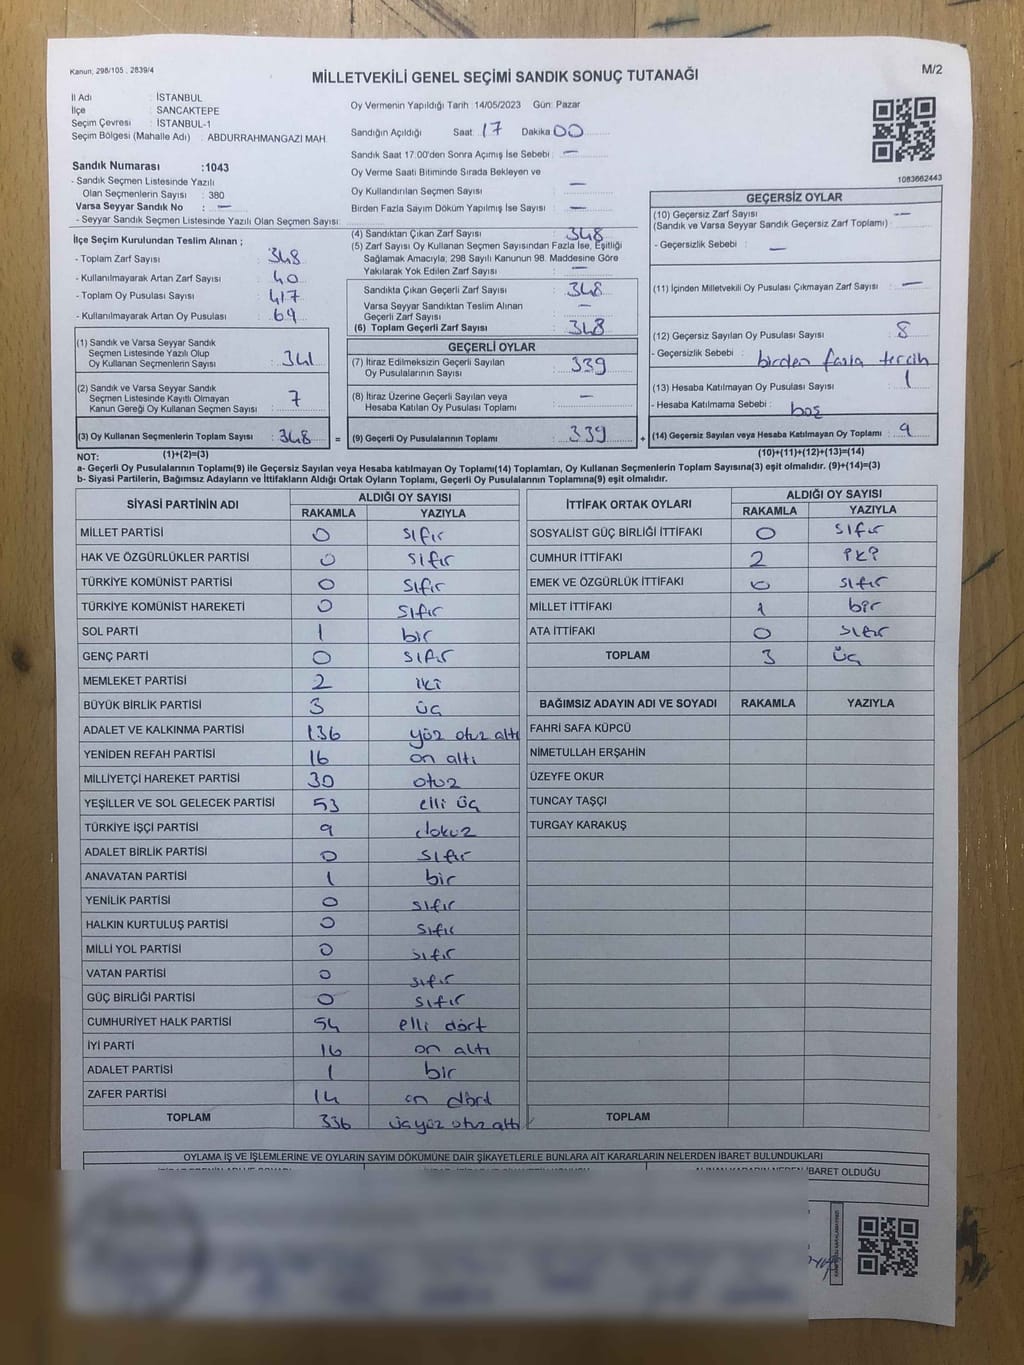 Kanun, 298/105 , 2839/4
MİLLETVEKİLİ GENEL SEÇİMİ SANDIK SONUÇ TUTANAĞI
M/2
İl Adı : İSTANBUL
İlçe : SANCAKTEPE
Seçim Çevresi : İSTANBUL-1
Seçim Bölgesi (Mahalle Adı) : ABDURRAHMANGAZI MAH.
Sandık Numarası :1043
- Sandık Seçmen Listesinde Yazılı
Olan Seçmenlerin Sayısı : 380
Varsa Seyyar Sandık No : —
- Seyyar Sandık Seçmen Listesinde Yazılı Olan Seçmen Sayısı:
Oy Vermenin Yapıldığı Tarih :14/05/2023 Gün: Pazar
Sandığın Açıldığı Saat 17 Dakika 00
Sandık Saat 17:00'den Sonra Açımış İse Sebebi : —
Oy Verme Saati Bitiminde Sırada Bekleyen ve
Oy Kullandırılan Seçmen Sayısı : —
Birden Fazla Sayım Döküm Yapılmış İse Sayısı : —
1083662443
İlçe Seçim Kurulundan Teslim Alınan ;
- Toplam Zarf Sayısı : 348
- Kullanılmayarak Artan Zarf Sayısı : 40
- Toplam Oy Pusulası Sayısı : 417
- Kullanılmayarak Artan Oy Pusulası : 69
(1) Sandık ve Varsa Seyyar Sandık
Seçmen Listesinde Yazılı Olup
Oy Kullanan Seçmenlerin Sayısı : 341
(2) Sandık ve Varsa Seyyar Sandık
Seçmen Listesinde Kayıtlı Olmayan
Kanun Gereği Oy Kullanan Seçmen Sayısı : 7
(3) Oy Kullanan Seçmenlerin Toplam Sayısı : 348 =
(4) Sandıktan Çıkan Zarf Sayısı : 348
(5) Zarf Sayısı Oy Kullanan Seçmen Sayısından Fazla İse, Eşitliği
Sağlamak Amacıyla, 298 Sayılı Kanunun 98. Maddesine Göre
Yakılarak Yok Edilen Zarf Sayısı : —
Sandıkta Çıkan Geçerli Zarf Sayısı : 348
Varsa Seyyar Sandıktan Teslim Alınan
Geçerli Zarf Sayısı : —
(6) Toplam Geçerli Zarf Sayısı : 348
GEÇERLİ OYLAR
(7) İtiraz Edilmeksizin Geçerli Sayılan
Oy Pusulalarının Sayısı : 339
(8) İtiraz Üzerine Geçerli Sayılan veya
Hesaba Katılan Oy Pusulası Toplamı : —
(9) Geçerli Oy Pusulalarının Toplamı : 339 +
GEÇERSİZ OYLAR
(10) Geçersiz Zarf Sayısı : —
(Sandık ve Varsa Seyyar Sandık Geçersiz Zarf Toplamı)
- Geçersizlik Sebebi : —
(11) İçinden Milletvekili Oy Pusulası Çıkmayan Zarf Sayısı : —
(12) Geçersiz Sayılan Oy Pusulası Sayısı : 8
- Geçersizlik Sebebi : birden fazla tercih
(13) Hesaba Katılmayan Oy Pusulası Sayısı : 1
- Hesaba Katılmama Sebebi : boş
(14) Geçersiz Sayılan veya Hesaba Katılmayan Oy Toplamı : 9
NOT: (1)+(2)=(3) (10)+(11)+(12)+(13)=(14)
a- Geçerli Oy Pusulalarının Toplamı(9) ile Geçersiz Sayılan veya Hesaba katılmayan Oy Toplamı(14) Toplamları, Oy Kullanan Seçmenlerin Toplam Sayısına(3) eşit olmalıdır. (9)+(14)=(3)
b- Siyasi Partilerin, Bağımsız Adayların ve İttifakların Aldığı Ortak Oyların Toplamı, Geçerli Oy Pusulalarının Toplamına(9) eşit olmalıdır.
SİYASİ PARTİNİN ADI ALDIĞI OY SAYISI
RAKAMLA YAZIYLA
MİLLET PARTİSİ 0 sıfır
HAK VE ÖZGÜRLÜKLER PARTİSİ 0 sıfır
TÜRKİYE KOMÜNİST PARTİSİ 0 sıfır
TÜRKİYE KOMÜNİST HAREKETİ 0 sıfır
SOL PARTİ 1 bir
GENÇ PARTİ 0 sıfır
MEMLEKET PARTİSİ 2 iki
BÜYÜK BİRLİK PARTİSİ 3 üç
ADALET VE KALKINMA PARTİSİ 136 yüz otuz altı
YENİDEN REFAH PARTİSİ 16 on altı
MİLLİYETÇİ HAREKET PARTİSİ 30 otuz
YEŞİLLER VE SOL GELECEK PARTİSİ 53 elli üç
TÜRKİYE İŞÇİ PARTİSİ 9 dokuz
ADALET BİRLİK PARTİSİ 0 sıfır
ANAVATAN PARTİSİ 1 bir
YENİLİK PARTİSİ 0 sıfır
HALKIN KURTULUŞ PARTİSİ 0 sıfır
MİLLİ YOL PARTİSİ 0 sıfır
VATAN PARTİSİ 0 sıfır
GÜÇ BİRLİĞİ PARTİSİ 0 sıfır
CUMHURİYET HALK PARTİSİ 54 elli dört
İYİ PARTİ 16 on altı
ADALET PARTİSİ 1 bir
ZAFER PARTİSİ 14 on dört
TOPLAM 336 üçyüz otuz altı
İTTİFAK ORTAK OYLARI ALDIĞI OY SAYISI
RAKAMLA YAZIYLA
SOSYALİST GÜÇ BİRLİĞİ İTTİFAKI 0 sıfır
CUMHUR İTTİFAKI 2 iki
EMEK VE ÖZGÜRLÜK İTTİFAKI 0 sıfır
MİLLET İTTİFAKI 1 bir
ATA İTTİFAKI 0 sıfır
TOPLAM 3 üç
BAĞIMSIZ ADAYIN ADI VE SOYADI RAKAMLA YAZIYLA
FAHRİ SAFA KÜPCÜ
NİMETULLAH ERŞAHİN
ÜZEYFE OKUR
TUNCAY TAŞÇI
TURGAY KARAKUŞ
TOPLAM
OYLAMA İŞ VE İŞLEMLERİNE VE OYLARIN SAYIM DÖKÜMÜNE DAİR ŞİKAYETLERLE BUNLARA AİT KARARLARIN NELERDEN İBARET BULUNDUKLARI
İBARET OLDUĞU